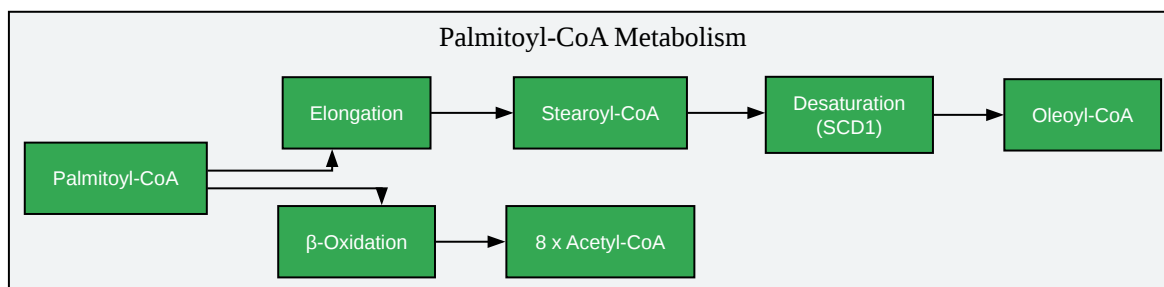 Palmitoyl-CoA Metabolism
Elongation
Stearoyl-CoA
Desaturation
(SCD1)
Oleoyl-CoA
Palmitoyl-CoA
β-Oxidation
8 x Acetyl-CoA